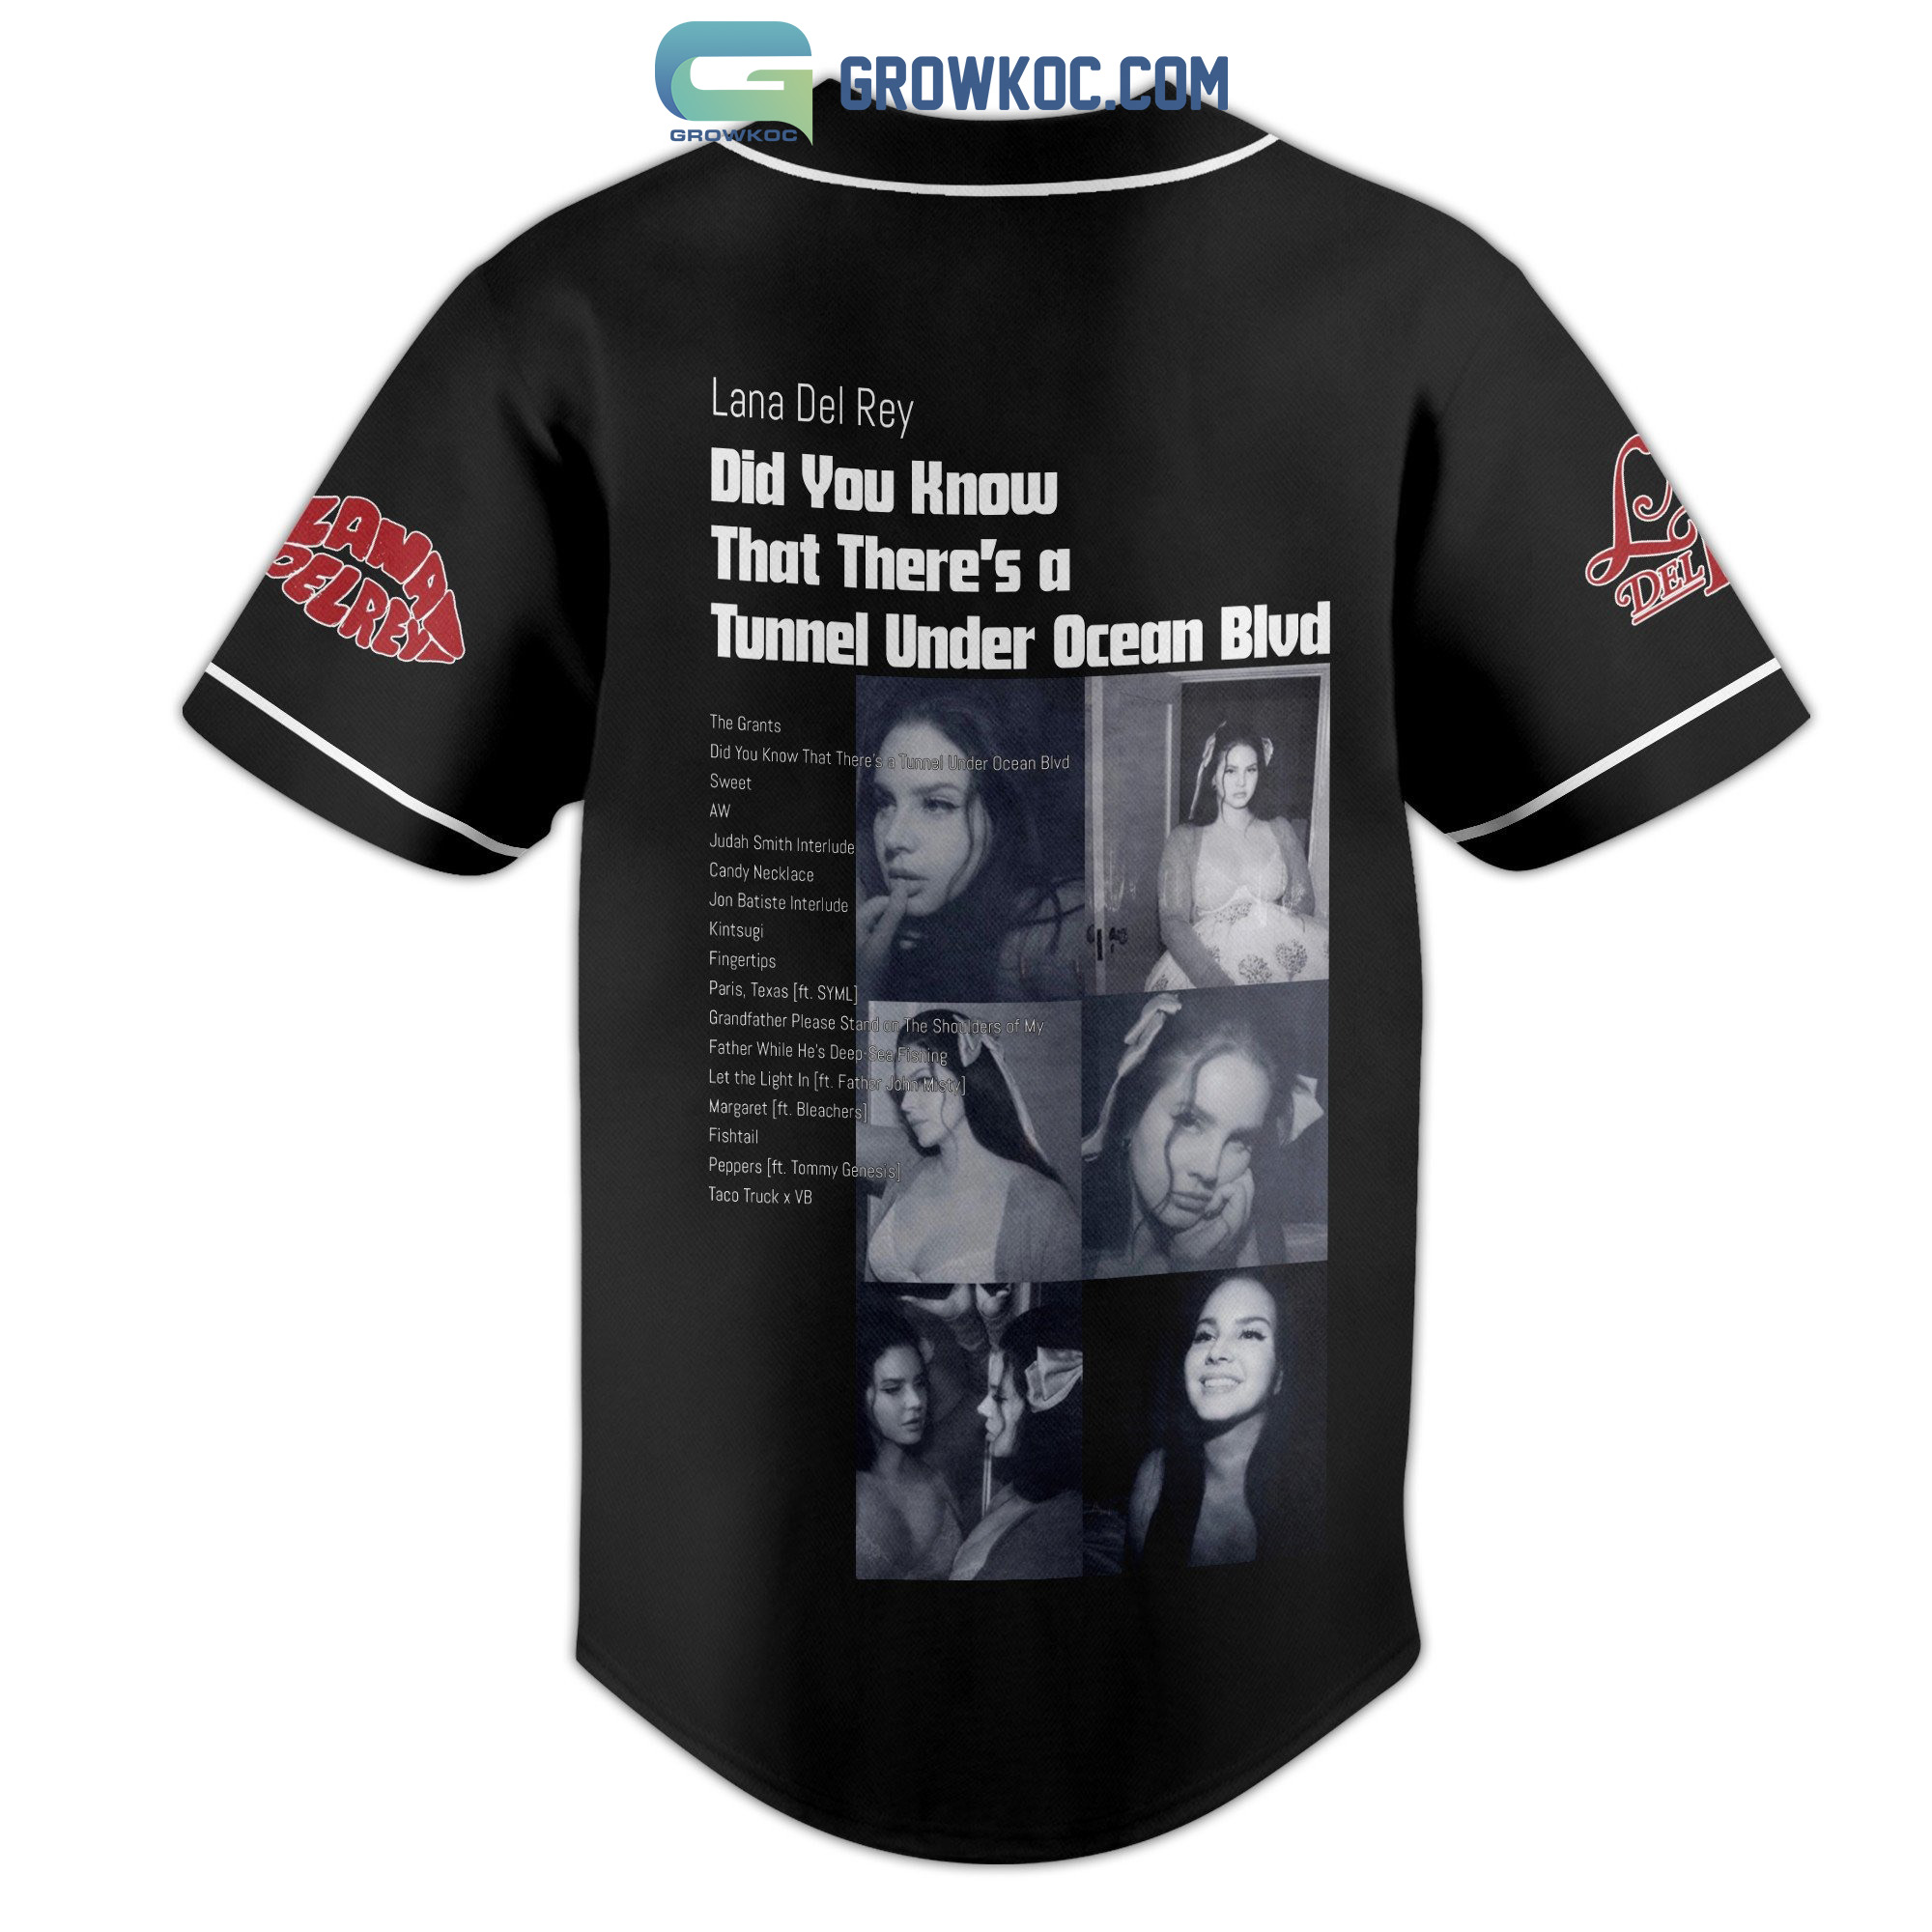 GROWKOC.COM
GROWKOC
Lana Del Rey
Did You Know
That There's a
Tunnel Under Ocean Blvd
LANA
DELREY
DEL
The Grants
Did You Know That There's a Tunnel Under Ocean Blvd
Sweet
AW
Judah Smith Interlude
Candy Necklace
Jon Batiste Interlude
Kintsugi
Fingertips
Paris, Texas [ft. SYML]
Grandfather Please Stand on The Shoulders of My
Father While He's Deep-Sea Fishing
Let the Light In [ft. Father John Misty]
Margaret [ft. Bleachers]
Fishtail
Peppers [ft. Tommy Genesis]
Taco Truck x VB